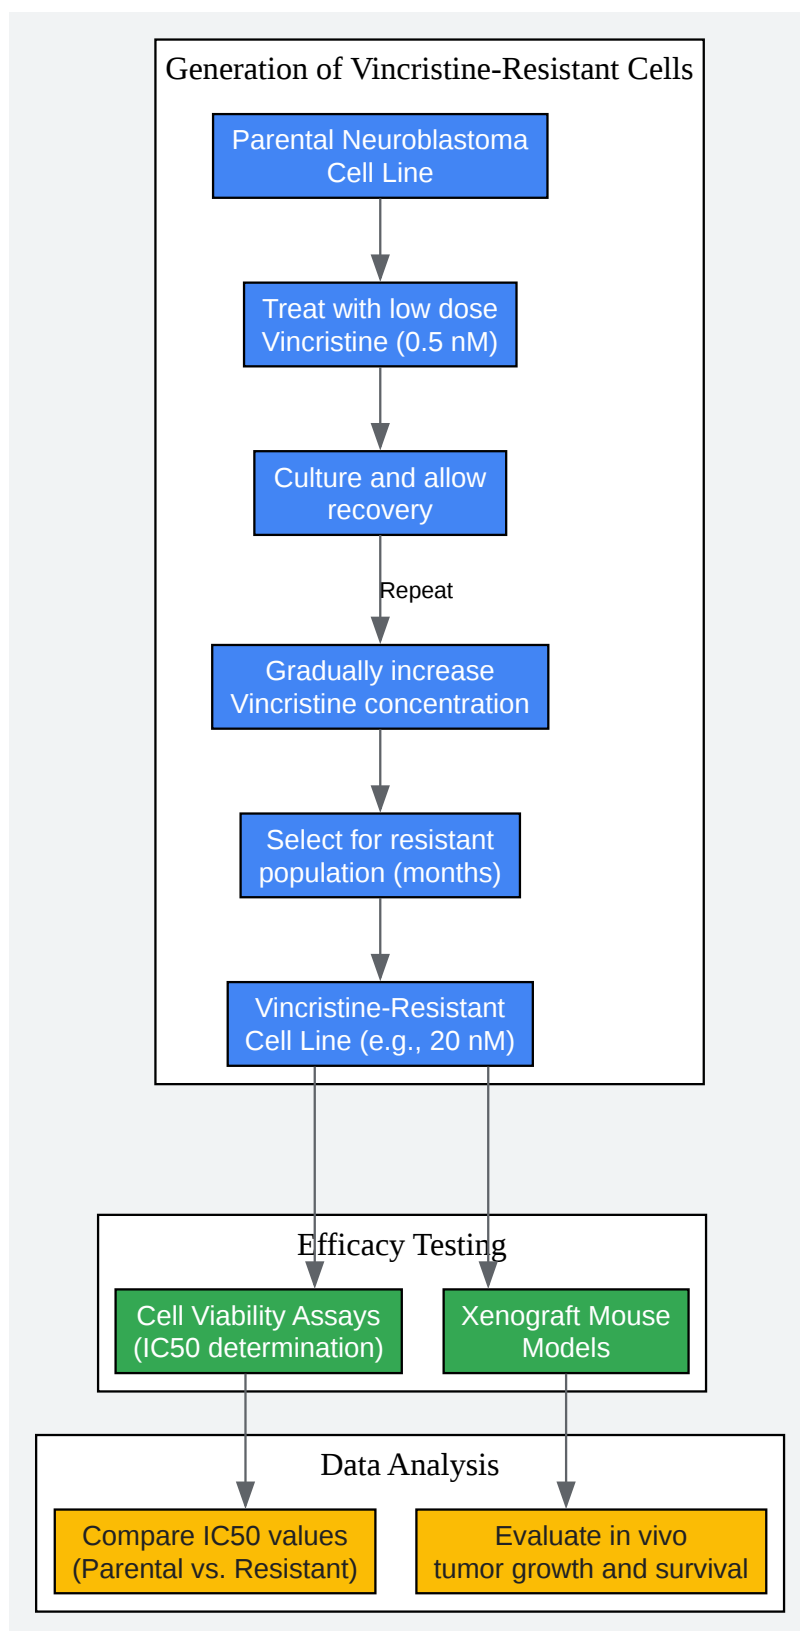 Generation of Vincristine-Resistant Cells
Parental Neuroblastoma
Cell Line
Treat with low dose
Vincristine (0.5 nM)
Culture and allow
recovery
Repeat
Gradually increase
Vincristine concentration
Select for resistant
population (months)
Vincristine-Resistant
Cell Line (e.g., 20 nM)
Efficacy Testing
Cell Viability Assays
(IC50 determination)
Xenograft Mouse
Models
Data Analysis
Compare IC50 values
(Parental vs. Resistant)
Evaluate in vivo
tumor growth and survival